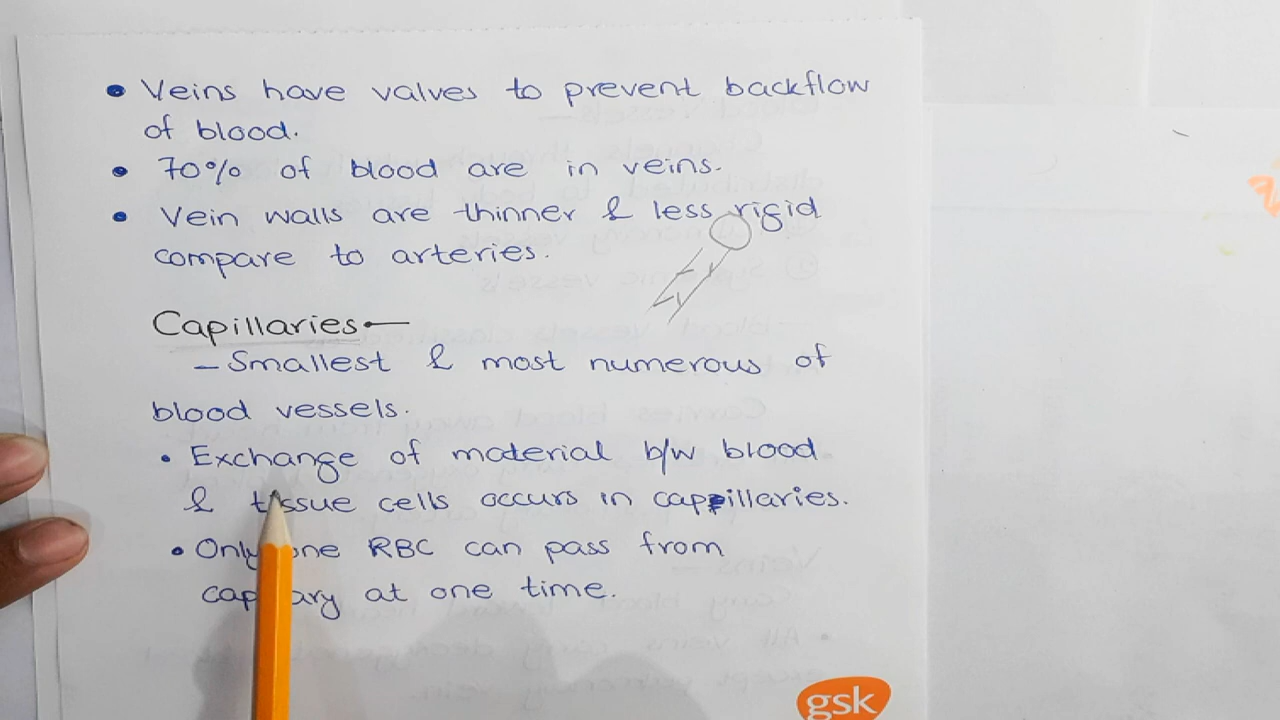 • Veins have valves to prevent backflow
of blood.
• 70% of blood are in veins.
• Vein walls are thinner & less rigid
compare to arteries.
Capillaries—
– Smallest & most numerous of
blood vessels.
• Exchange of material b/w blood
& tissue cells occurs in cappillaries.
• Only one RBC can pass from
capillary at one time.
gsk